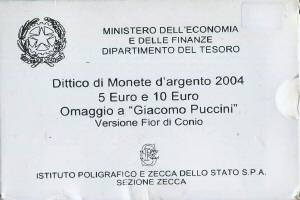 MINISTERO DELL'ECONOMIA
E DELLE FINANZE
DIPARTIMENTO DEL TESORO
Dittico di Monete d'argento 2004
5 Euro e 10 Euro
Omaggio a "Giacomo Puccini"
Versione Fior di Conio
ISTITUTO POLIGRAFICO E ZECCA DELLO STATO S.P.A.
SEZIONE ZECCA